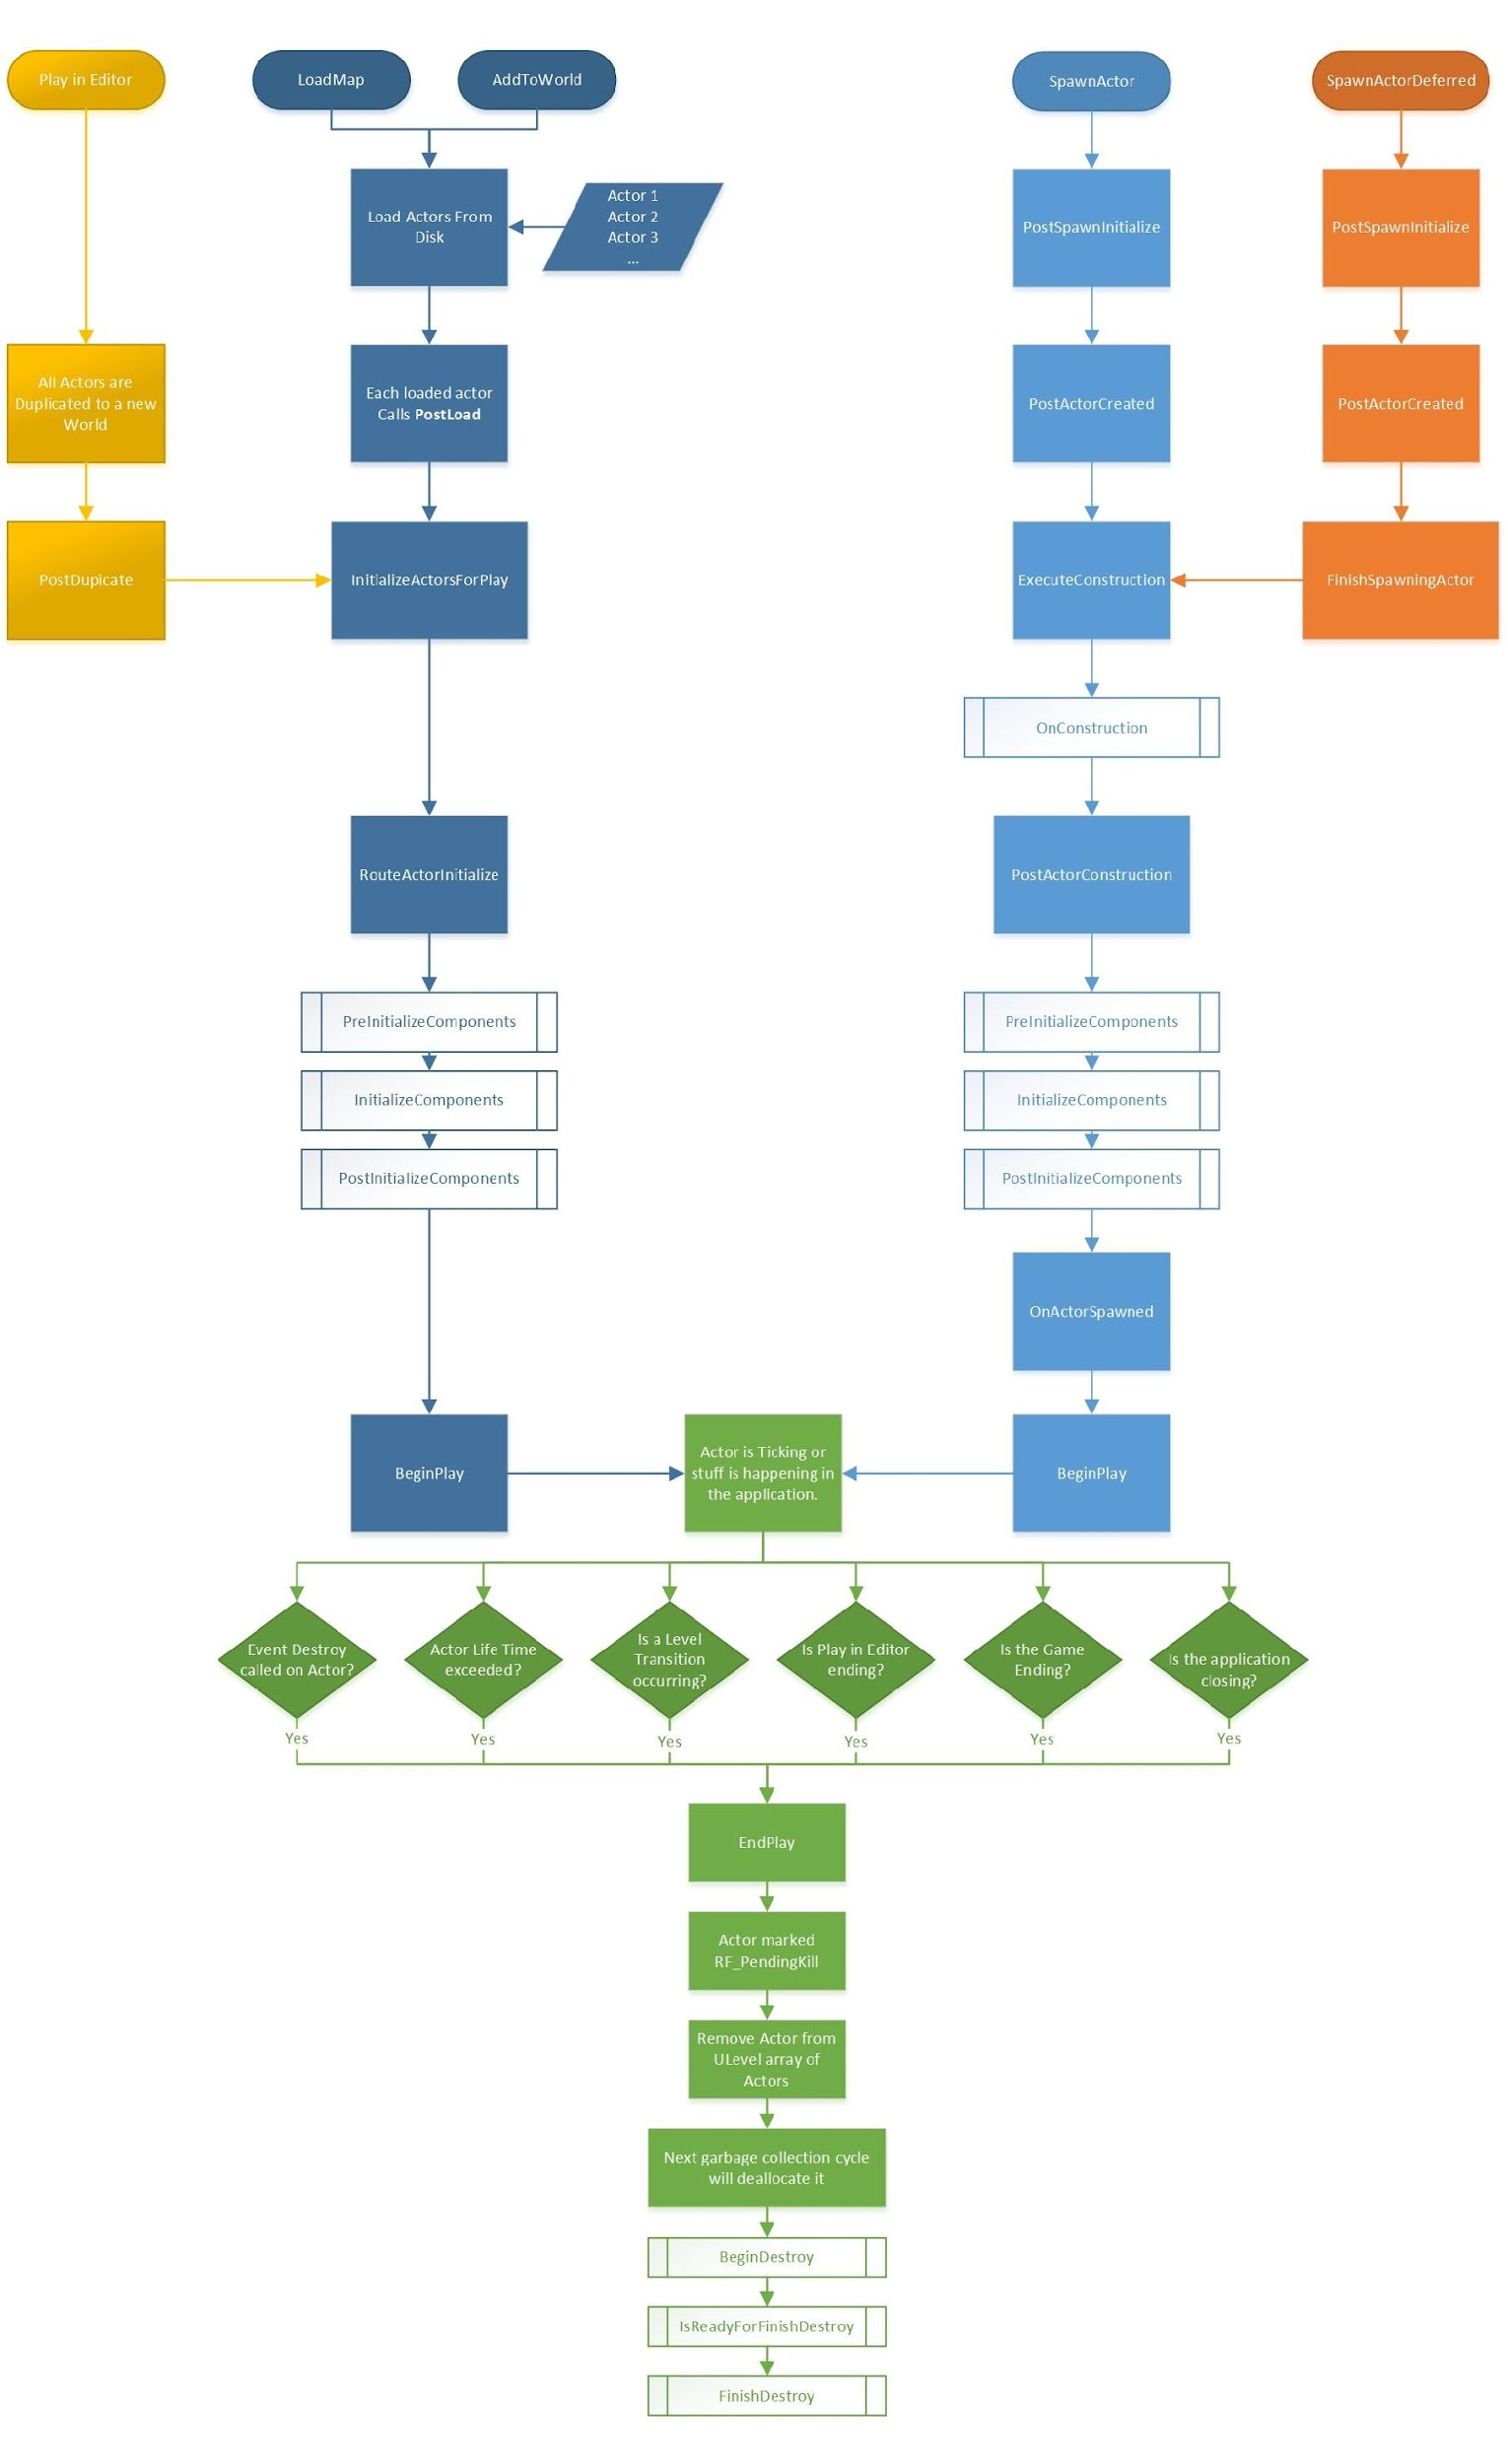 Play in Editor
LoadMap
AddToWorld
SpawnActor
SpawnActorDeferred
Load Actors From
Disk
Actor 1
Actor 2
Actor 3
...
PostSpawnInitialize
PostSpawnInitialize
All Actors are
Duplicated to a new
World
Each loaded actor
Calls PostLoad
PostActorCreated
PostActorCreated
PostDupicate
InitializeActorsForPlay
ExecuteConstruction
FinishSpawningActor
OnConstruction
RouteActorInitialize
PostActorConstruction
PreInitializeComponents
PreInitializeComponents
InitializeComponents
InitializeComponents
PostInitializeComponents
PostInitializeComponents
OnActorSpawned
BeginPlay
Actor is Ticking or
stuff is happening in
the application.
BeginPlay
Event Destroy
called on Actor?
Actor Life Time
exceeded?
Is a Level
Transition
occurring?
Is Play in Editor
ending?
Is the Game
Ending?
Is the application
closing?
Yes
Yes
Yes
Yes
Yes
Yes
EndPlay
Actor marked
RF_PendingKill
Remove Actor from
ULevel array of
Actors
Next garbage collection cycle
will deallocate it
BeginDestroy
IsReadyForFinishDestroy
FinishDestroy